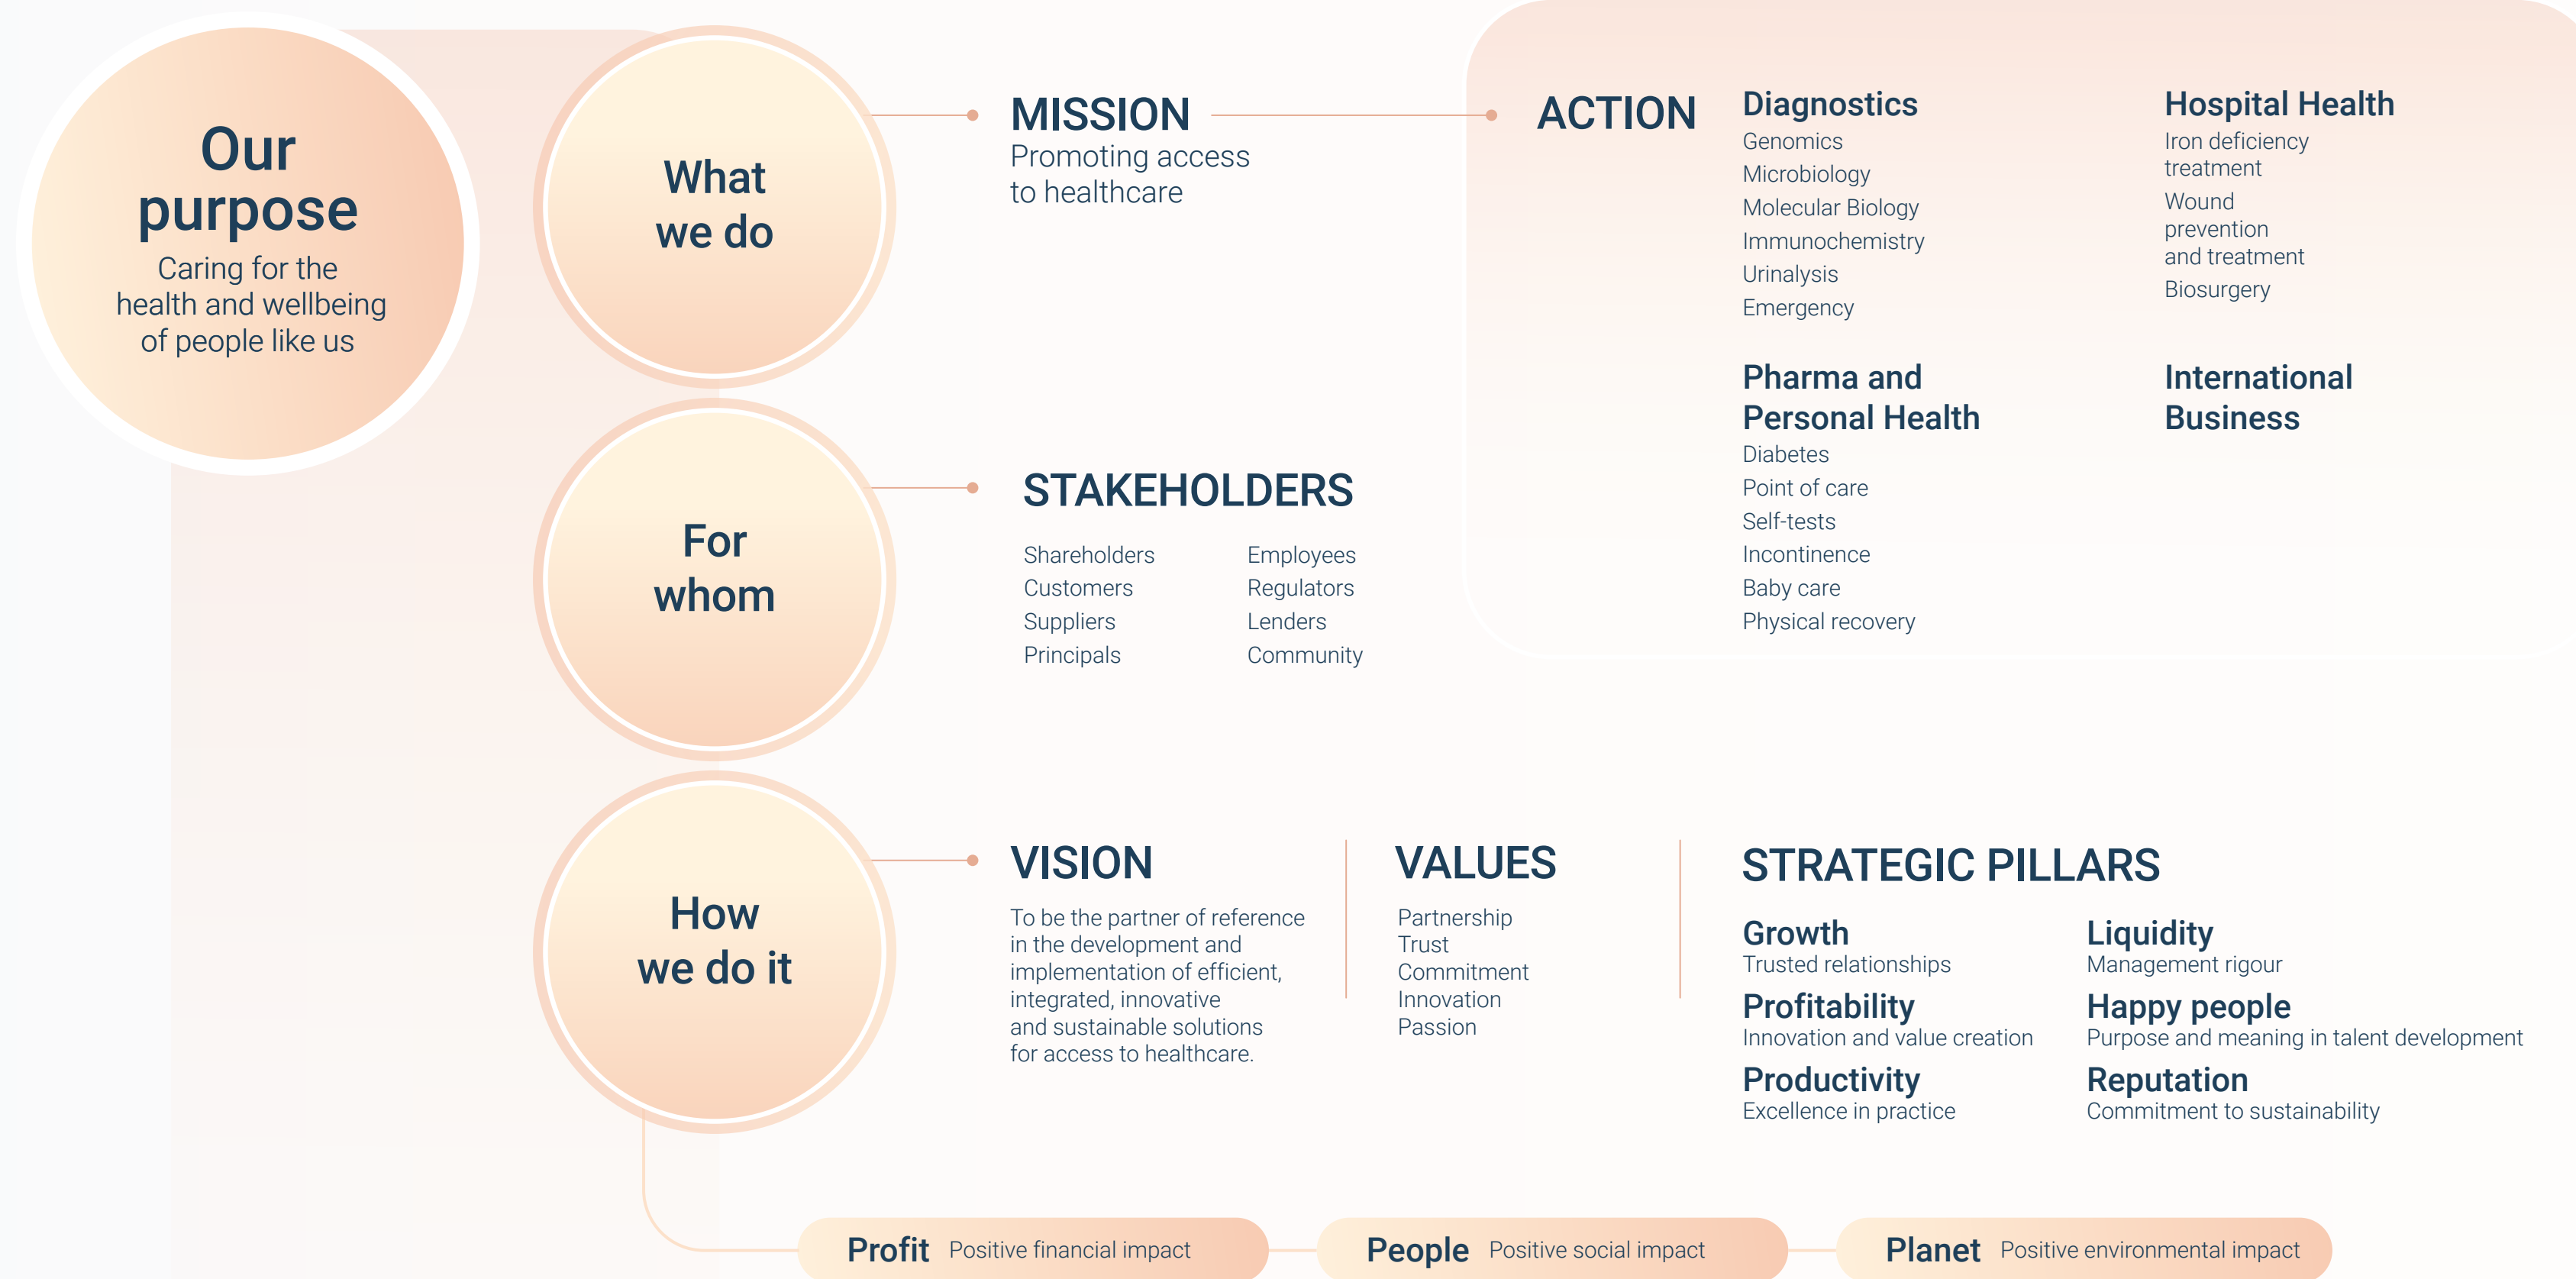 Our
purpose
Caring for the
health and wellbeing
of people like us
What
we do
MISSION
Promoting access
to healthcare
ACTION
Diagnostics
Genomics
Microbiology
Molecular Biology
Immunochemistry
Urinalysis
Emergency
Hospital Health
Iron deficiency
treatment
Wound
prevention
and treatment
Biosurgery
Pharma and
Personal Health
Diabetes
Point of care
Self-tests
Incontinence
Baby care
Physical recovery
International
Business
For
whom
STAKEHOLDERS
Shareholders
Customers
Suppliers
Principals
Employees
Regulators
Lenders
Community
How
we do it
VISION
To be the partner of reference
in the development and
implementation of efficient,
integrated, innovative
and sustainable solutions
for access to healthcare.
VALUES
Partnership
Trust
Commitment
Innovation
Passion
STRATEGIC PILLARS
Growth
Trusted relationships
Profitability
Innovation and value creation
Productivity
Excellence in practice
Liquidity
Management rigour
Happy people
Purpose and meaning in talent development
Reputation
Commitment to sustainability
Profit Positive financial impact
People Positive social impact
Planet Positive environmental impact